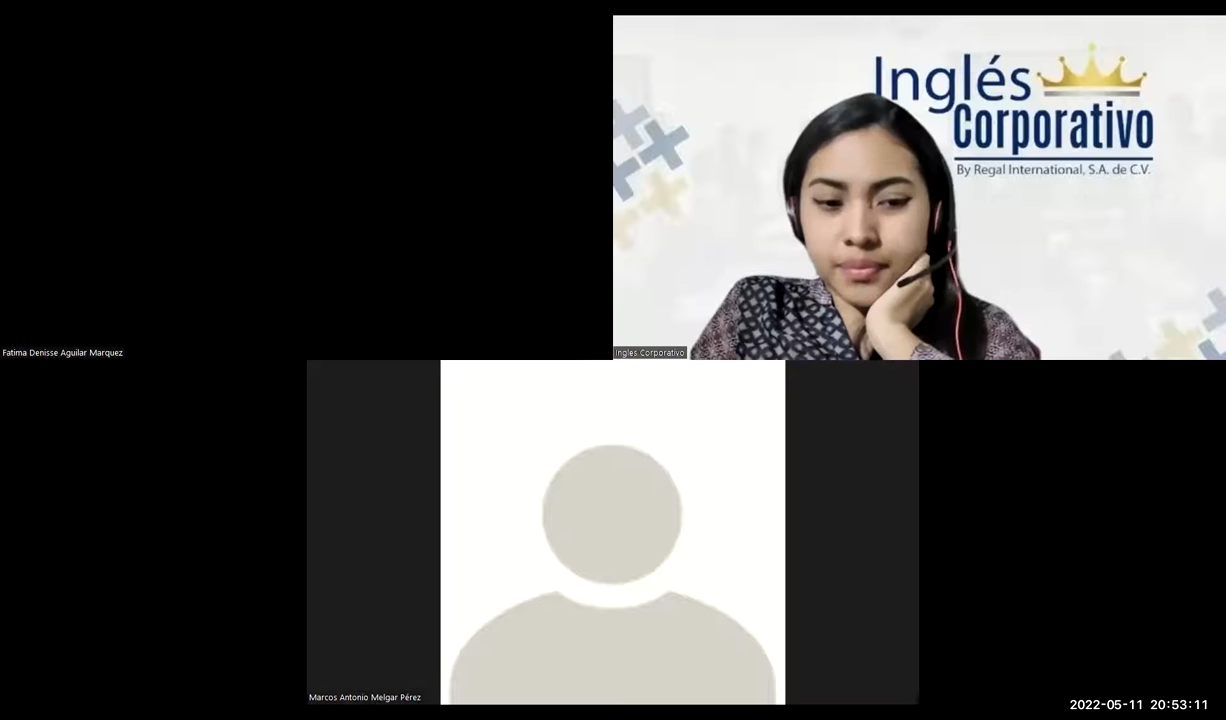 Inglés
Corporativo
By Regal International, S.A. de C.V.
Fatima Denisse Aguilar Marquez
Ingles Corporativo
Marcos Antonio Melgar Pérez
2022-05-11 20:53:11